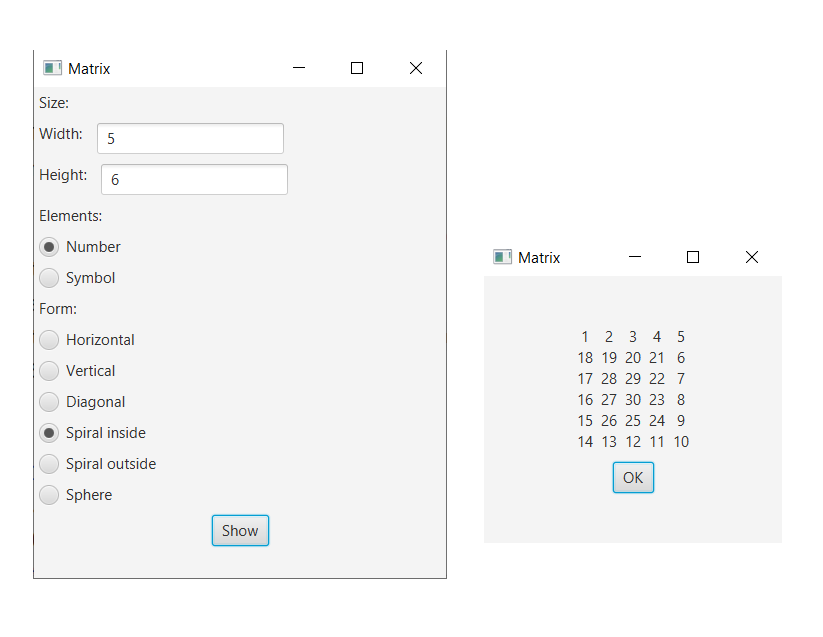 Matrix
Size:
Width: 5
Height: 6
Elements:
Number
Symbol
Form:
Horizontal
Vertical
Diagonal
Spiral inside
Spiral outside
Sphere
Show
Matrix
1 2 3 4 5
18 19 20 21 6
17 28 29 22 7
16 27 30 23 8
15 26 25 24 9
14 13 12 11 10
OK